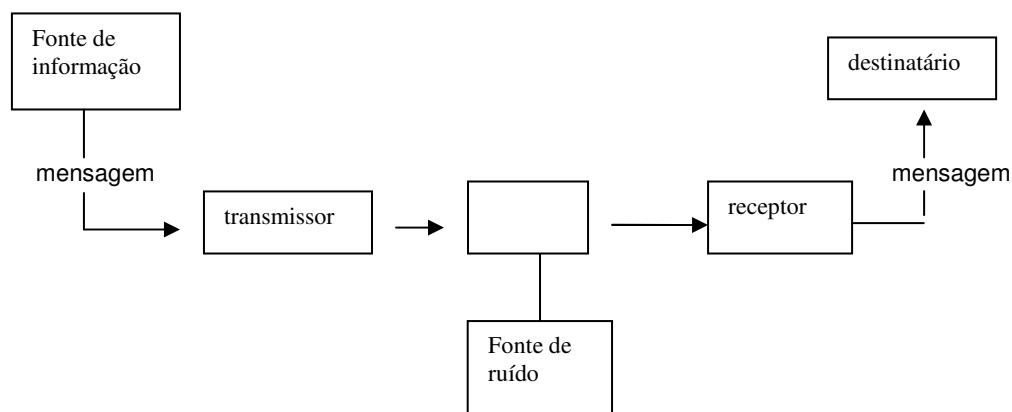 Fonte de
informação
destinatário
mensagem
mensagem
transmissor
receptor
Fonte de
ruído